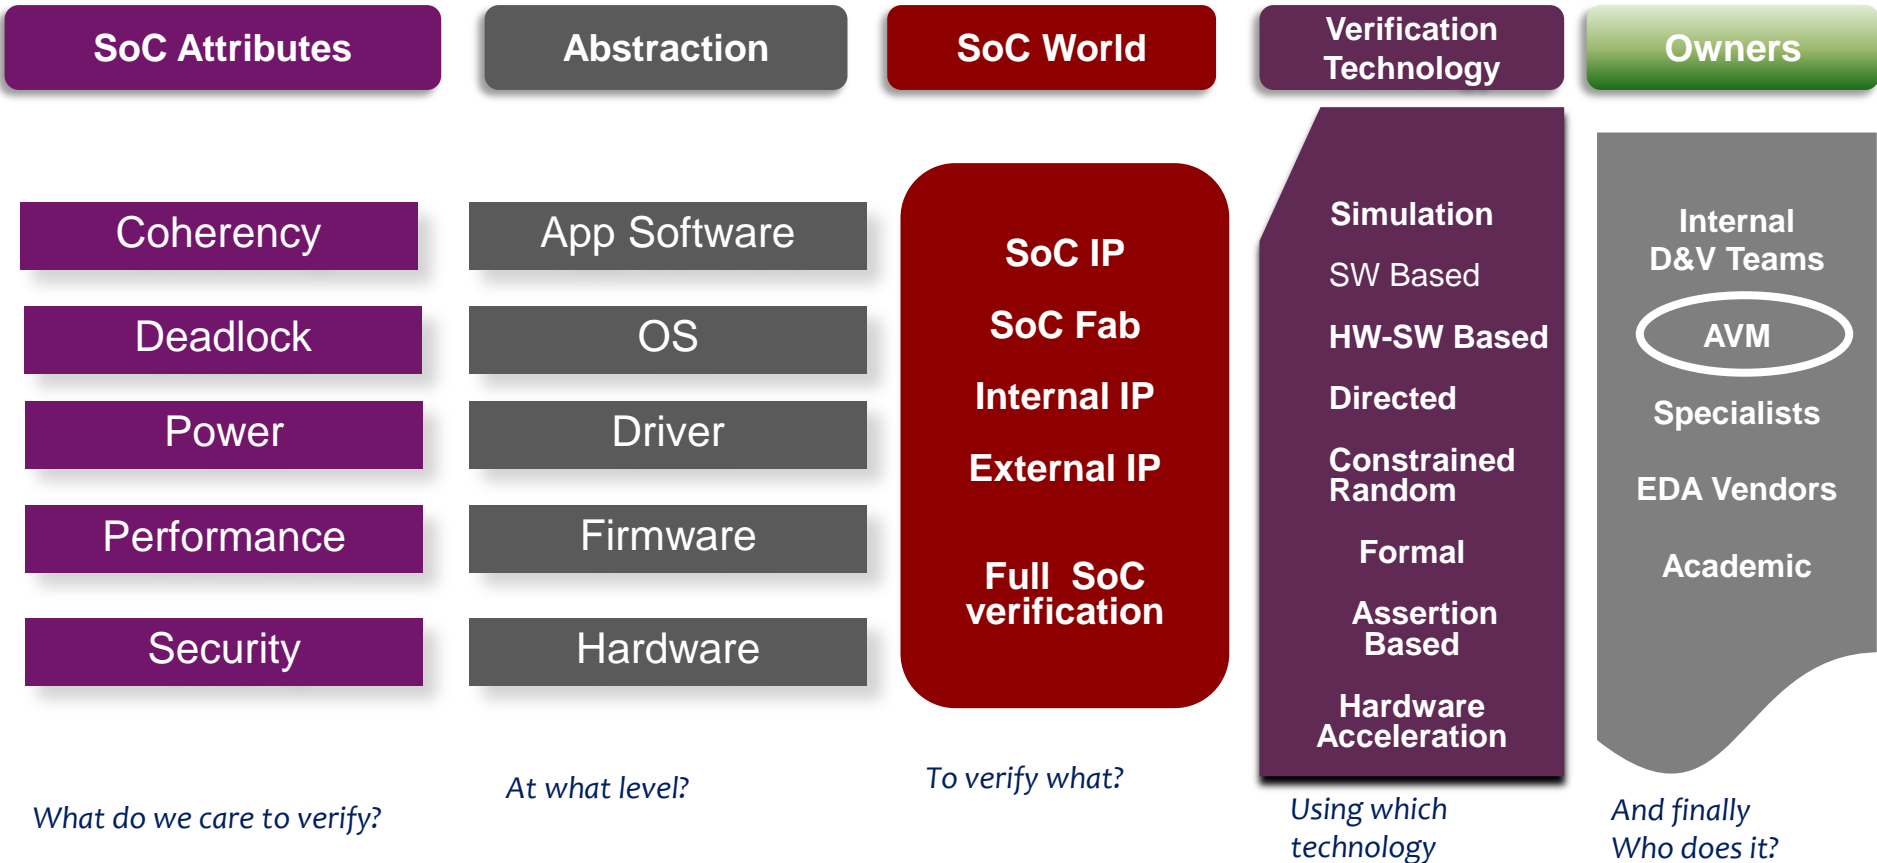 SoC Attributes
Abstraction
SoC World
Verification
Technology
Owners
Coherency
Deadlock
Power
Performance
Security
What do we care to verify?
App Software
OS
Driver
Firmware
Hardware
At what level?
SoC IP
SoC Fab
Internal IP
External IP
Full SoC
verification
To verify what?
Simulation
SW Based
HW-SW Based
Directed
Constrained
Random
Formal
Assertion
Based
Hardware
Acceleration
Using which
technology
Internal
D&V Teams
AVM
Specialists
EDA Vendors
Academic
And finally
Who does it?